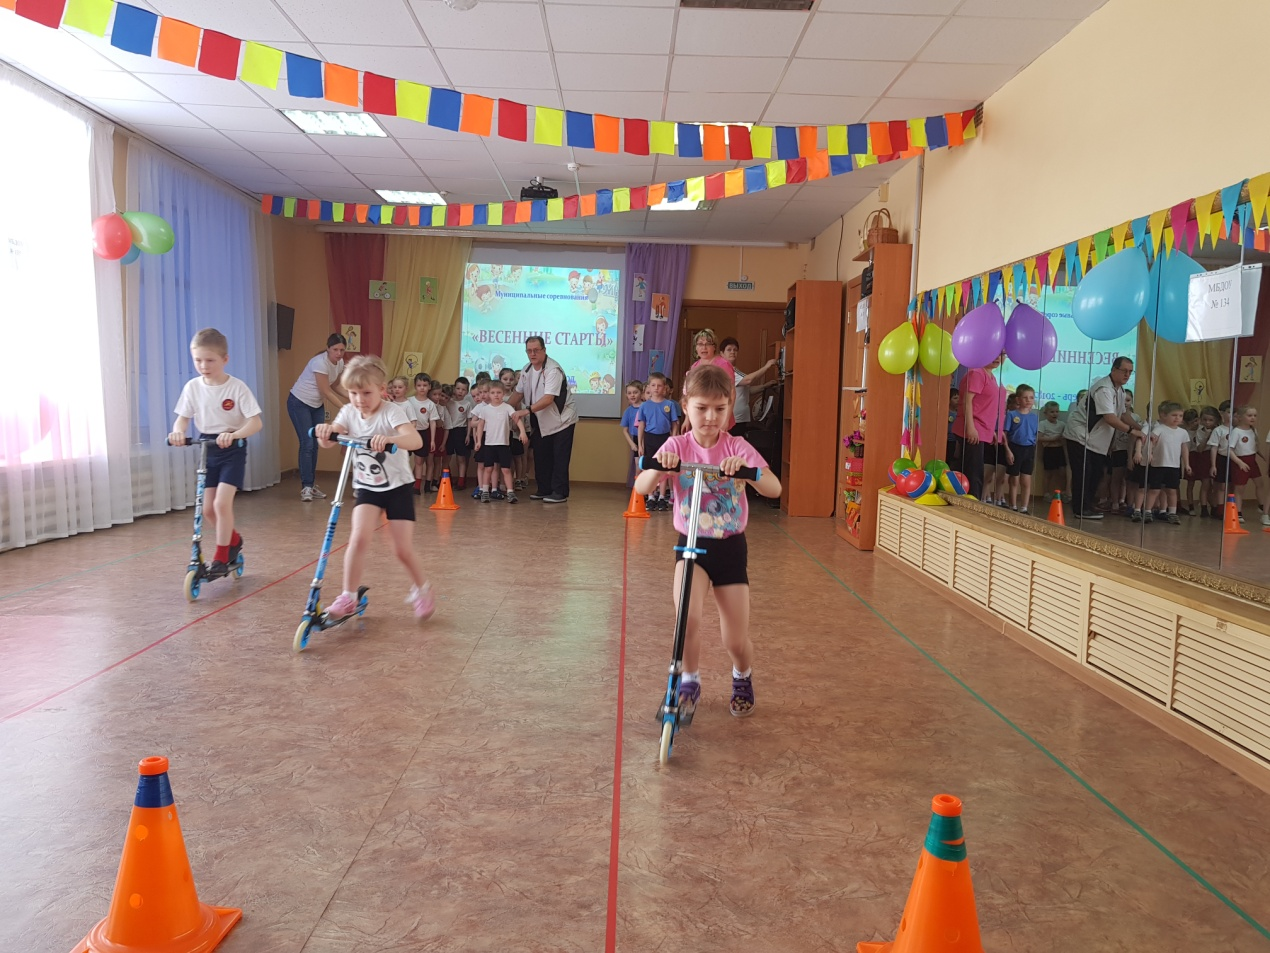 Муниципальные соревнования
«ВЕСЕННИЕ СТАРТЫ»
ВЫХОД
МБДОУ
№ 134